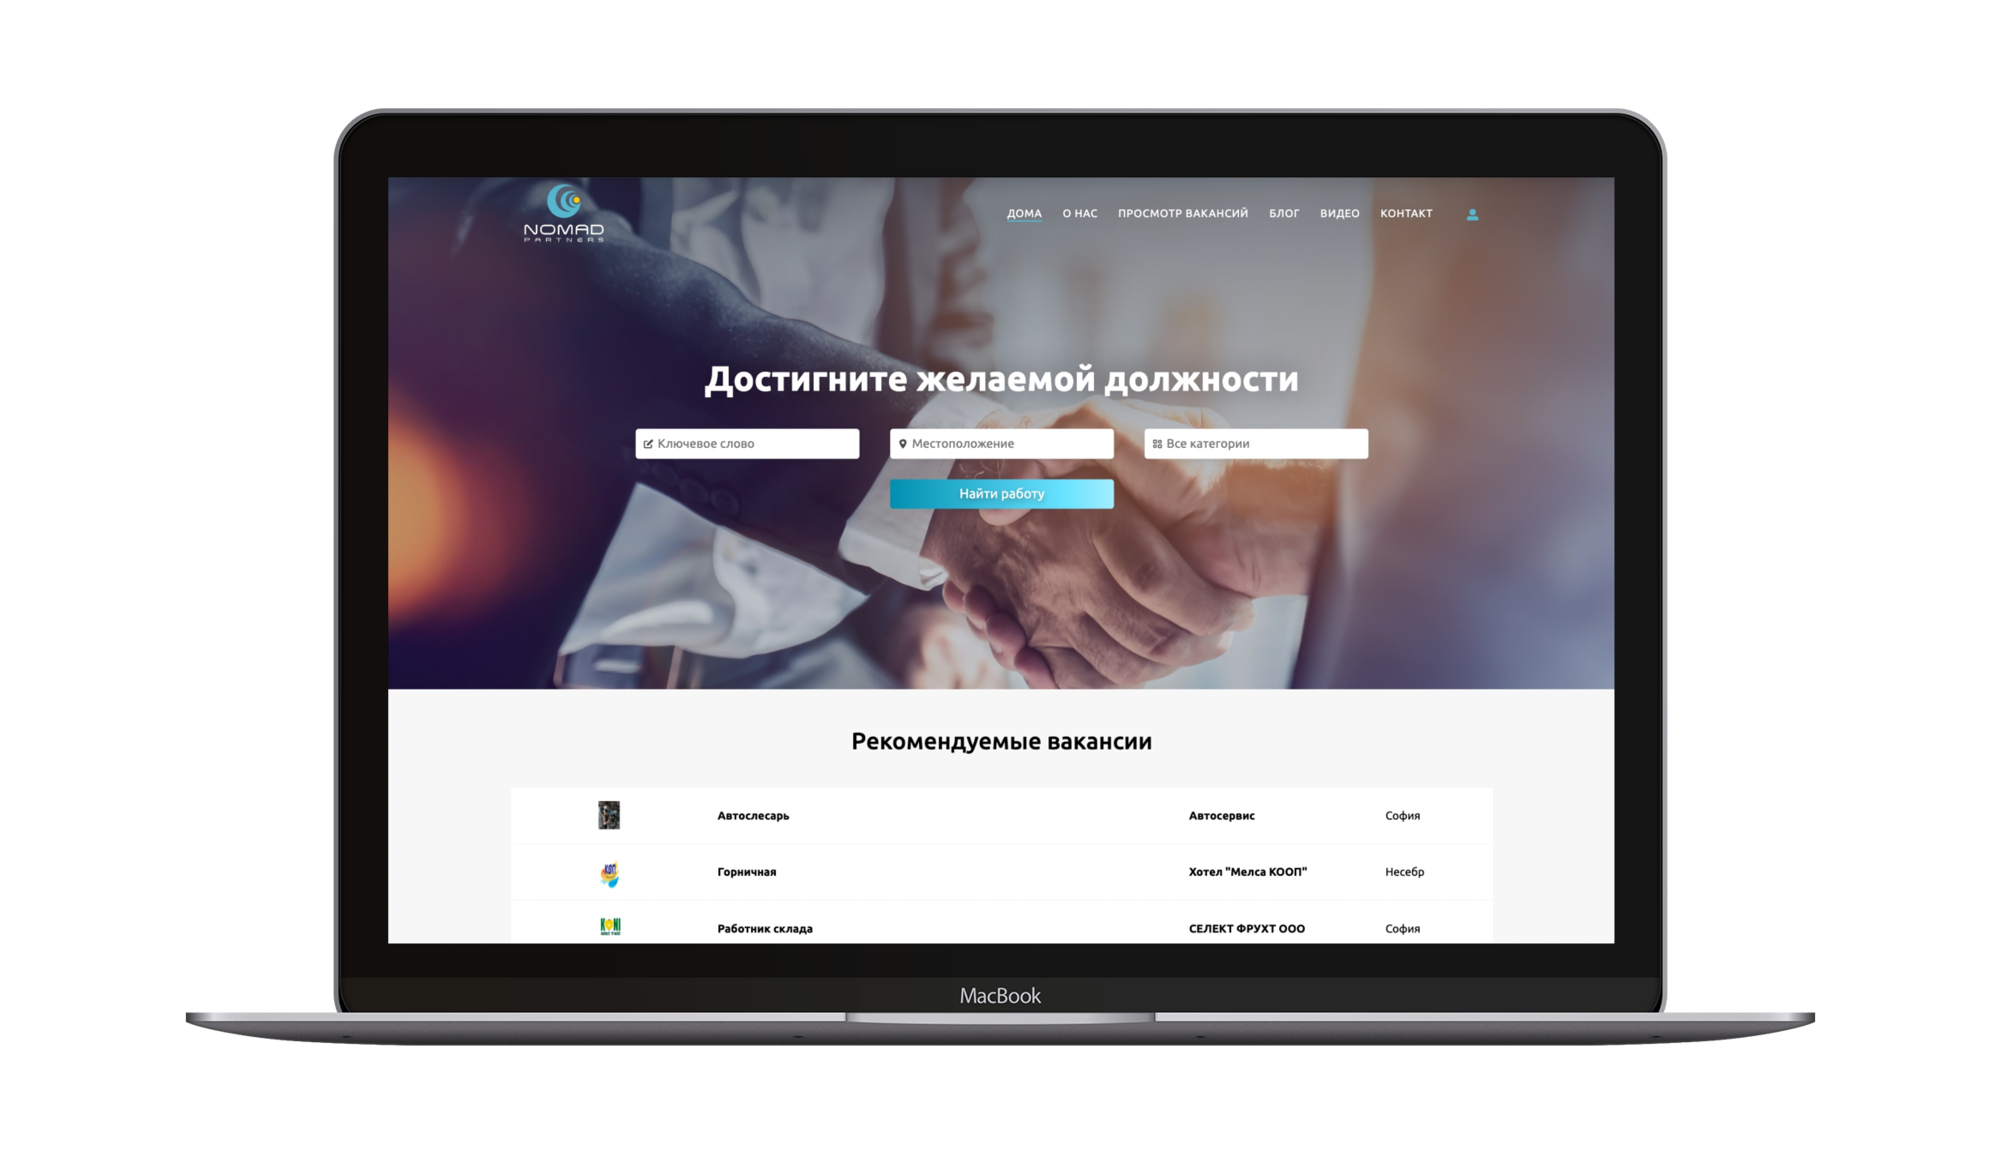 NOMAD
PARTNERS
ДОМА О НАС ПРОСМОТР ВАКАНСИЙ БЛОГ ВИДЕО КОНТАКТ
Достигните желаемой должности
Ключевое слово Местоположение Все категории
Найти работу
Рекомендуемые вакансии
Автослесарь Автосервис София
Горничная Хотел "Мелса КООП" Несебр
KONI
Работник склада СЕЛЕКТ ФРУХТ ООО София
MacBook